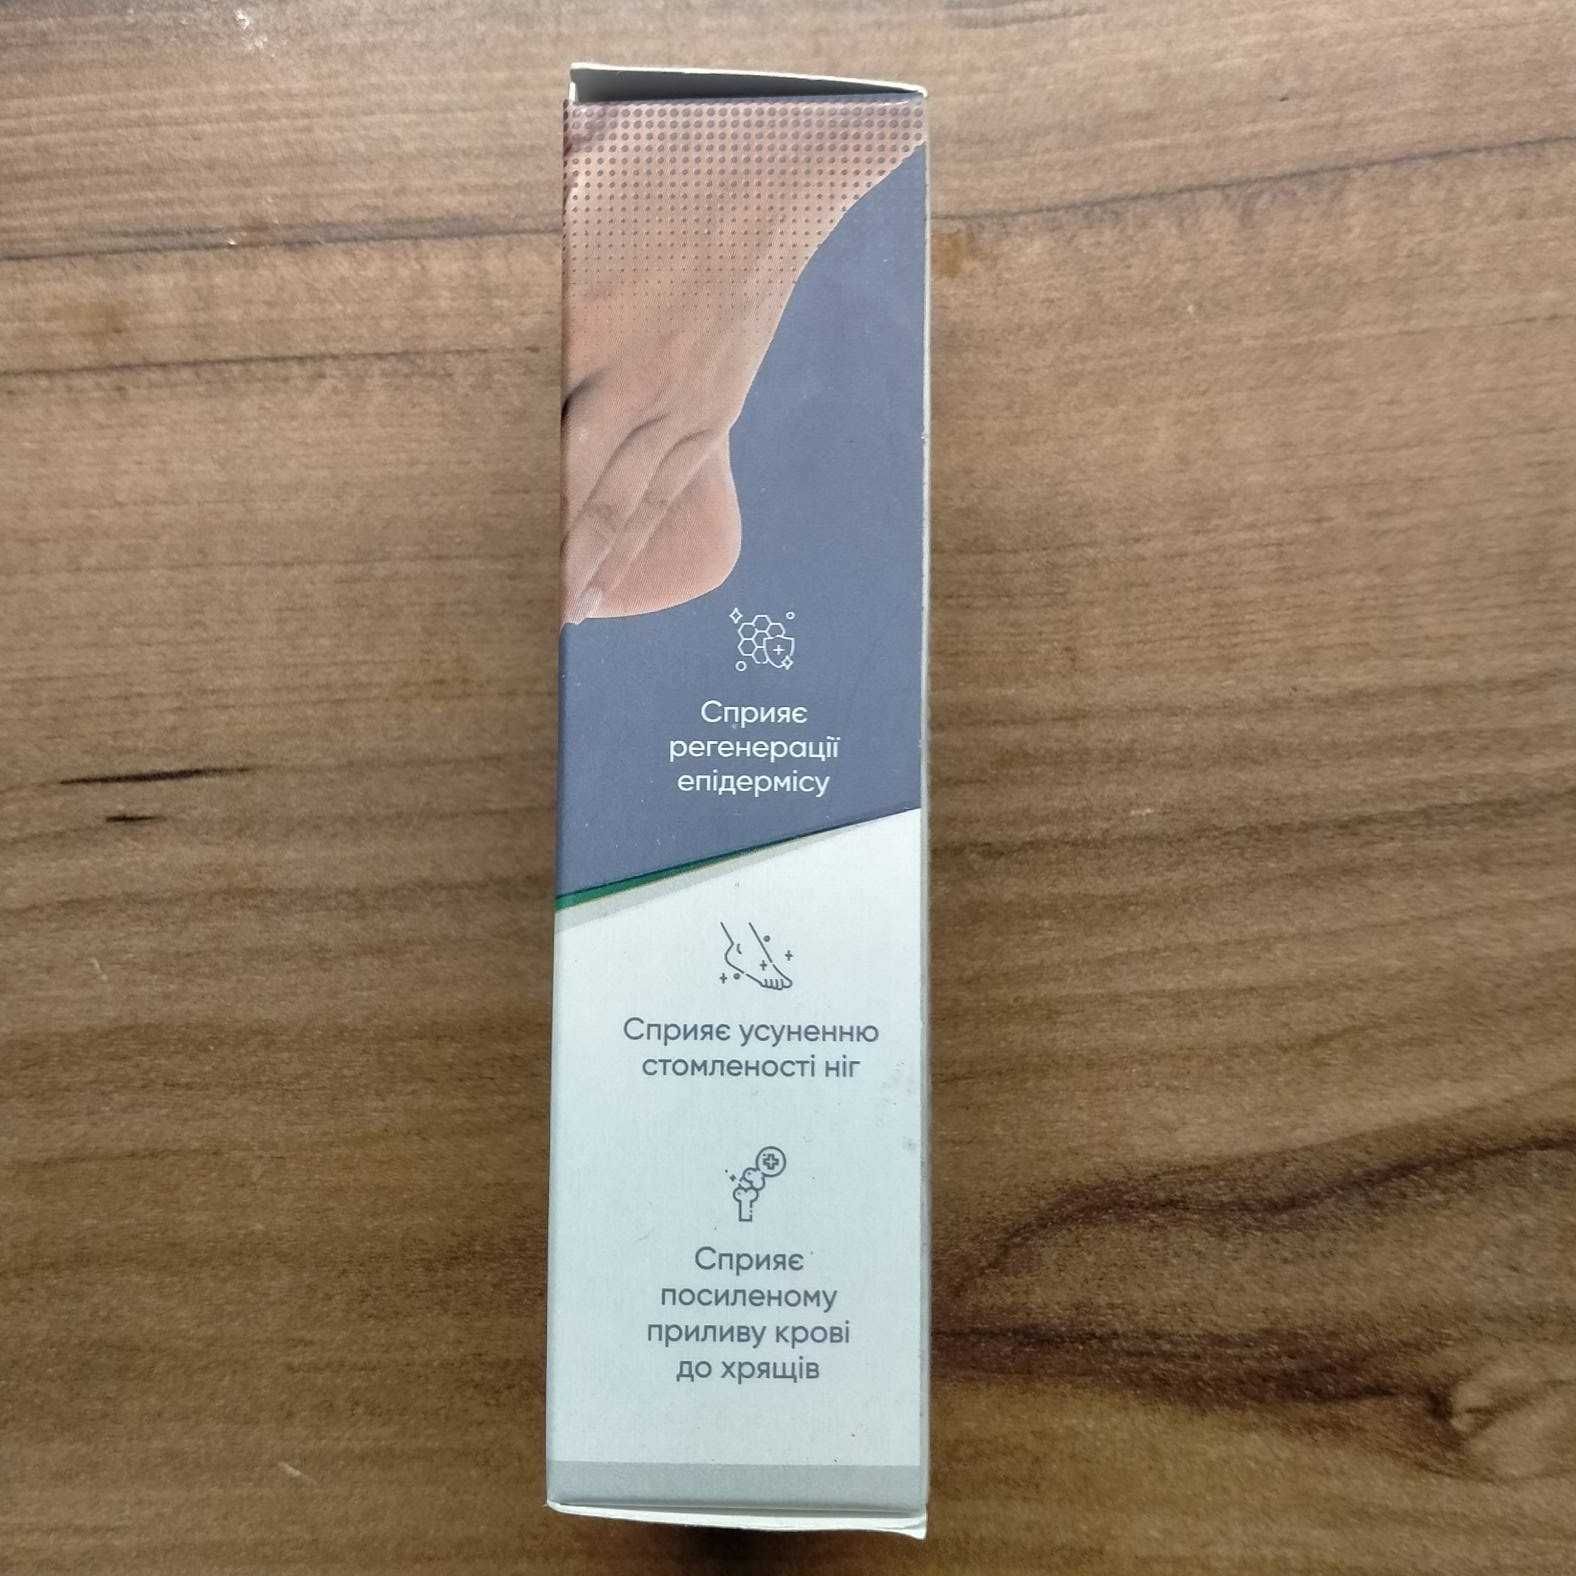 Сприяє
регенерації
епідермісу
Сприяє усуненню
стомленості ніг
Сприяє
посиленому
приливу крові
до хрящів